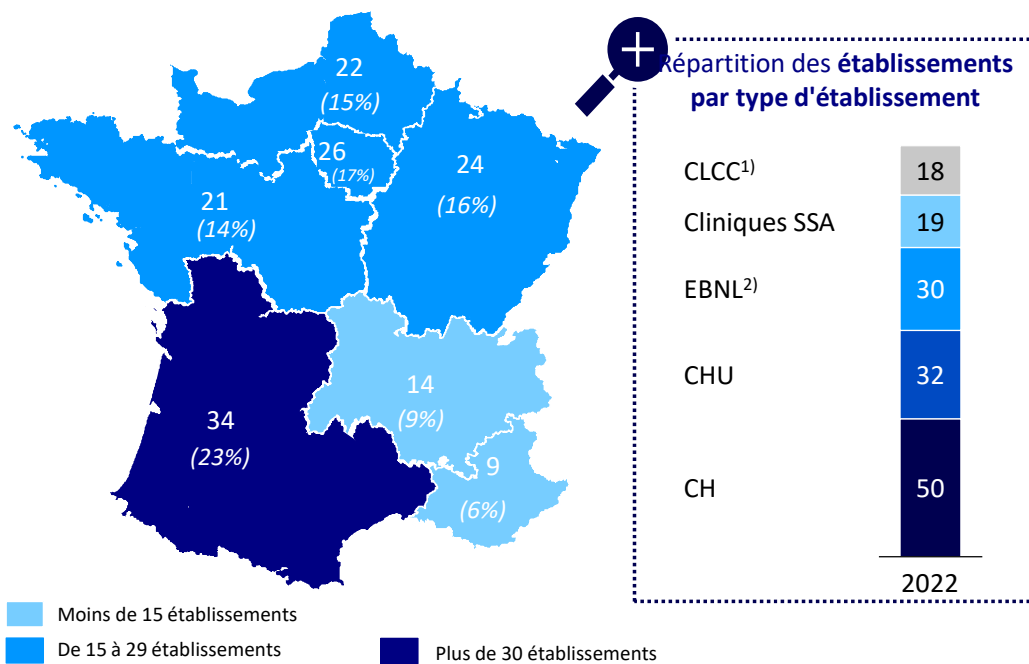 22
(15%)
26
(17%)
24
(16%)
21
(14%)
14
(9%)
34
(23%)
9
(6%)
Moins de 15 établissements
De 15 à 29 établissements
Plus de 30 établissements
Répartition des établissements
par type d'établissement
CLCC1) 18
Cliniques SSA 19
EBNL2) 30
CHU 32
CH 50
2022